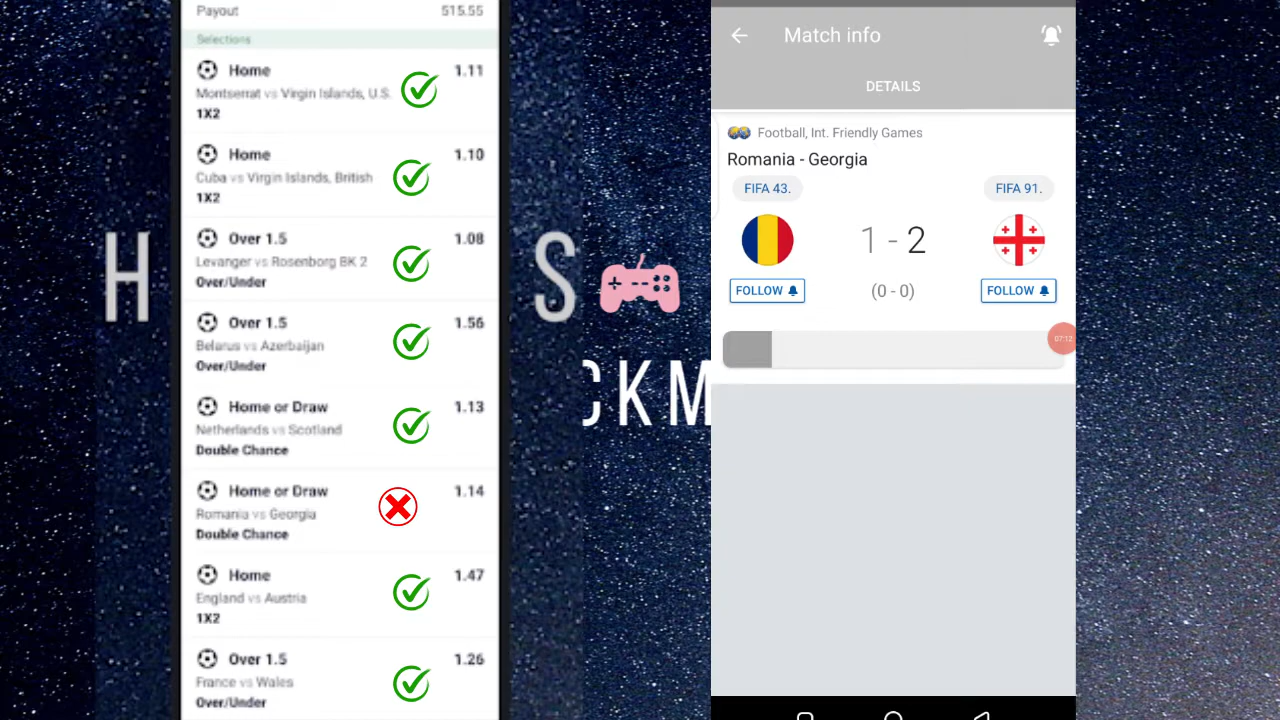 Payout 515.55
Selections
Home 1.11
Montserrat vs Virgin Islands, U.S.
1X2
Home 1.10
Cuba vs Virgin Islands, British
1X2
Over 1.5 1.08
Levanger vs Rosenborg BK 2
Over/Under
Over 1.5 1.56
Belarus vs Azerbaijan
Over/Under
Home or Draw 1.13
Netherlands vs Scotland
Double Chance
Home or Draw 1.14
Romania vs Georgia
Double Chance
Home 1.47
England vs Austria
1X2
Over 1.5 1.26
France vs Wales
Over/Under
H
S
CKM
Match info
DETAILS
Football, Int. Friendly Games
Romania - Georgia
FIFA 43. FIFA 91.
1 - 2
FOLLOW (0 - 0) FOLLOW
07:12